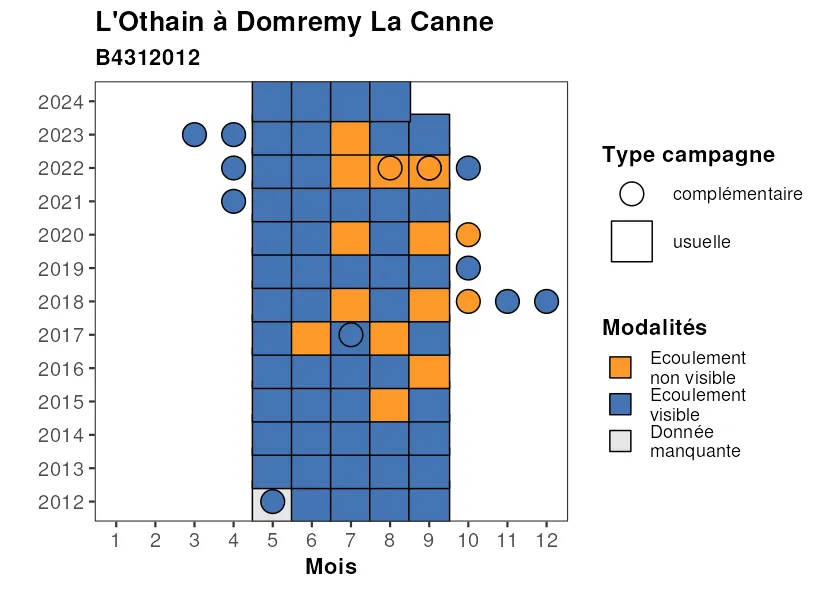 L'Othain à Domremy La Canne
B4312012
2024
2023
2022
2021
2020
2019
2018
2017
2016
2015
2014
2013
2012
1 2 3 4 5 6 7 8 9 10 11 12
Mois
Type campagne
complémentaire
usuelle
Modalités
Ecoulement
non visible
Ecoulement
visible
Donnée
manquante